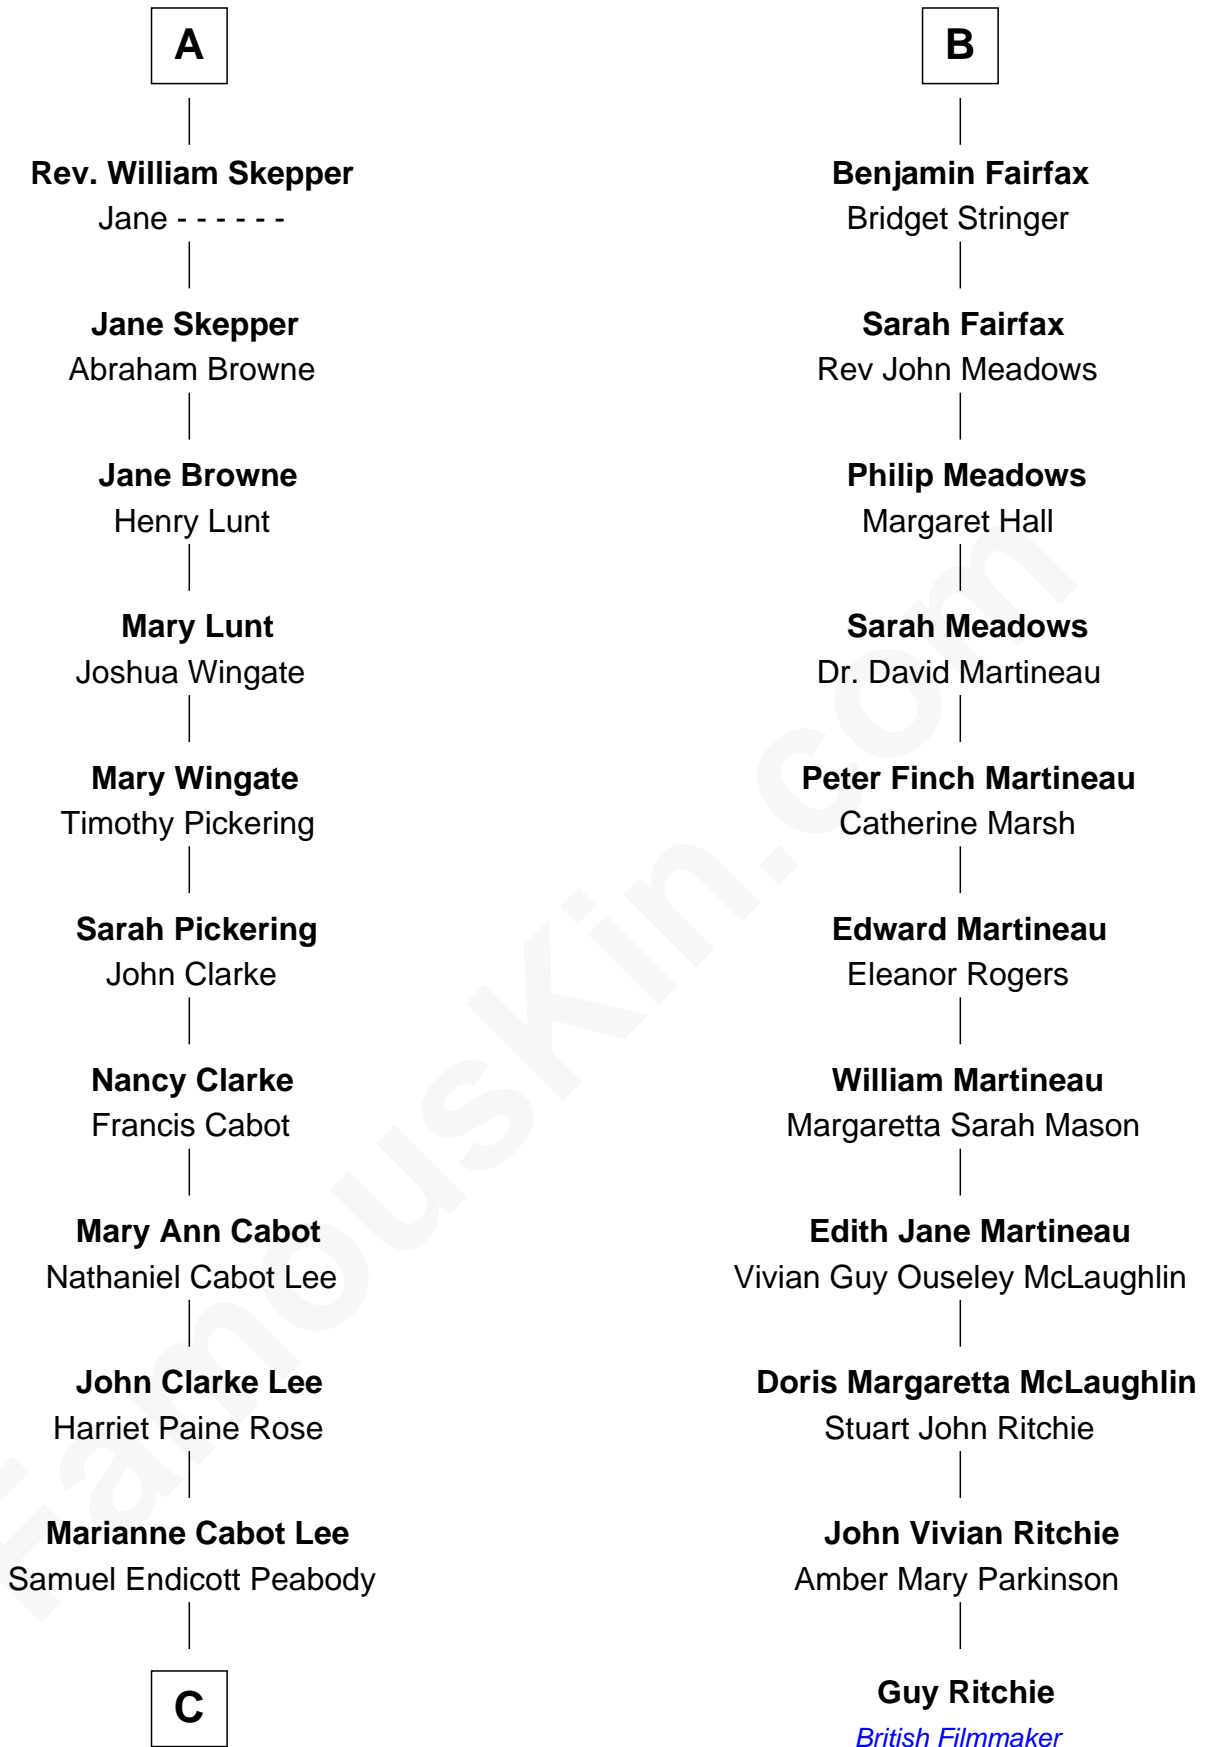 A
Rev. William Skepper
Jane - - - - - -
Jane Skepper
Abraham Browne
Jane Browne
Henry Lunt
Mary Lunt
Joshua Wingate
Mary Wingate
Timothy Pickering
Sarah Pickering
John Clarke
Nancy Clarke
Francis Cabot
Mary Ann Cabot
Nathaniel Cabot Lee
John Clarke Lee
Harriet Paine Rose
Marianne Cabot Lee
Samuel Endicott Peabody
C
B
Benjamin Fairfax
Bridget Stringer
Sarah Fairfax
Rev John Meadows
Philip Meadows
Margaret Hall
Sarah Meadows
Dr. David Martineau
Peter Finch Martineau
Catherine Marsh
Edward Martineau
Eleanor Rogers
William Martineau
Margaretta Sarah Mason
Edith Jane Martineau
Vivian Guy Ouseley McLaughlin
Doris Margaretta McLaughlin
Stuart John Ritchie
John Vivian Ritchie
Amber Mary Parkinson
Guy Ritchie
British Filmmaker
FamousKin.com